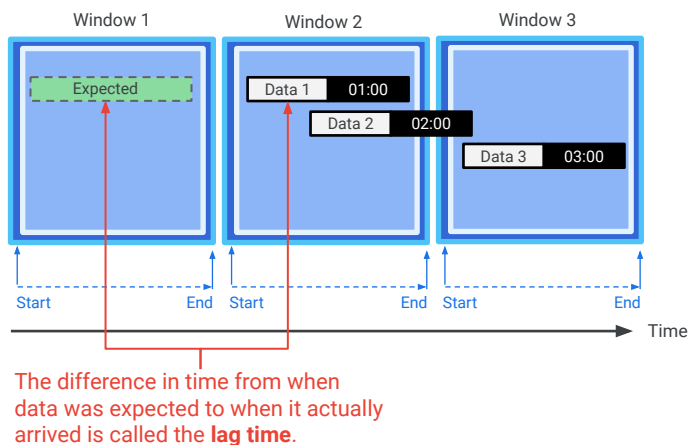 Window 1 Window 2 Window 3
Expected Data 1 01:00
Data 2 02:00
Data 3 03:00
Start End Start End Start End
Time
The difference in time from when
data was expected to when it actually
arrived is called the lag time.